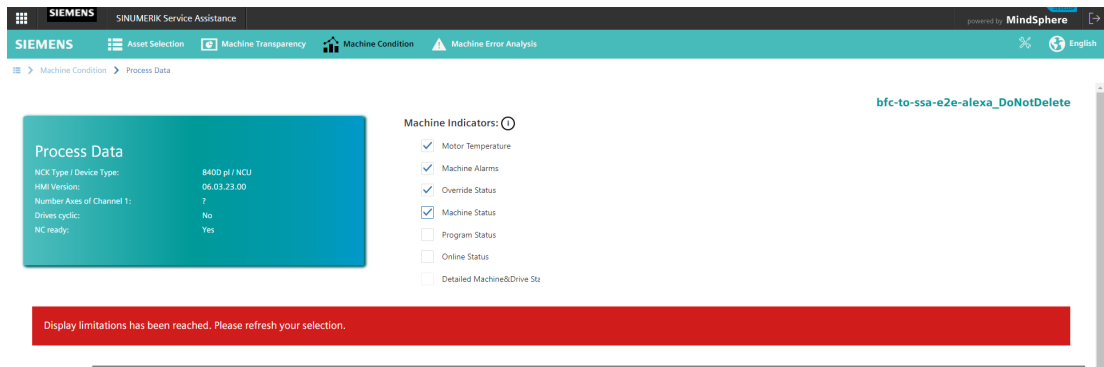 SIEMENS SINUMERIK Service Assistance powered by MindSphere
SIEMENS Asset Selection Machine Transparency Machine Condition Machine Error Analysis English
Machine Condition Process Data
bfc-to-ssa-e2e-alexa_DoNotDelete
Process Data
NCK Type / Device Type: 840D pl / NCU
HMI Version: 06.03.23.00
Number Axes of Channel 1: ?
Drives cyclic: No
NC ready: Yes
Machine Indicators:
Motor Temperature
Machine Alarms
Override Status
Machine Status
Program Status
Online Status
Detailed Machine&Drive Sta
Display limitations has been reached. Please refresh your selection.